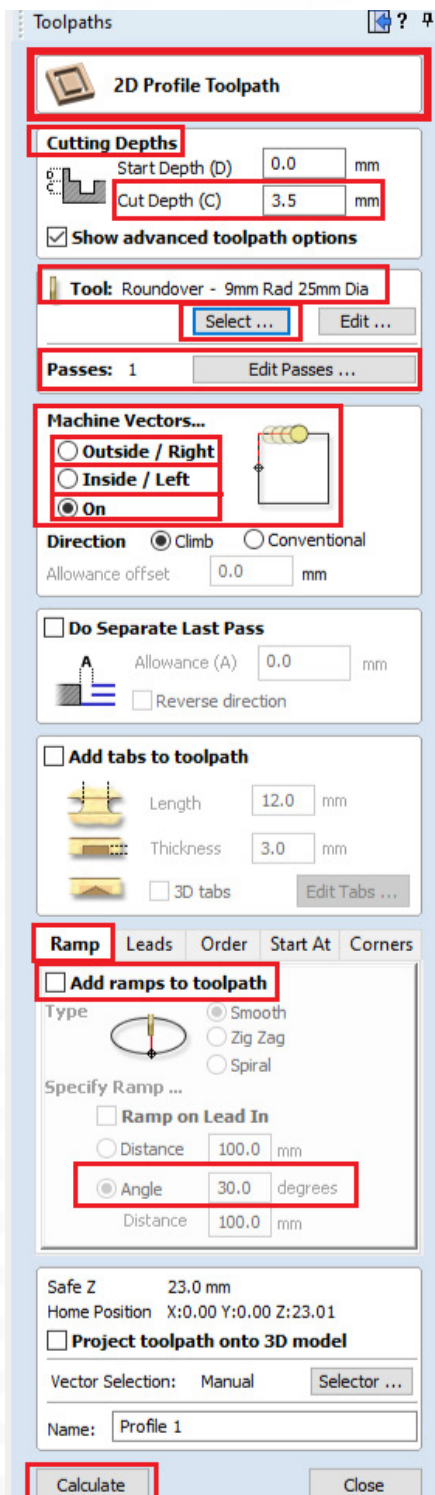 Toolpaths ?
2D Profile Toolpath
Cutting Depths
D
C
Start Depth (D) 0.0 mm
Cut Depth (C) 3.5 mm
Show advanced toolpath options
Tool: Roundover - 9mm Rad 25mm Dia
Select ... Edit ...
Passes: 1 Edit Passes ...
Machine Vectors...
Outside / Right
Inside / Left
On
Direction Climb Conventional
Allowance offset 0.0 mm
Do Separate Last Pass
A Allowance (A) 0.0 mm
Reverse direction
Add tabs to toolpath
Length 12.0 mm
Thickness 3.0 mm
3D tabs Edit Tabs ...
Ramp Leads Order Start At Corners
Add ramps to toolpath
Type Smooth
Zig Zag
Spiral
Specify Ramp ...
Ramp on Lead In
Distance 100.0 mm
Angle 30.0 degrees
Distance 100.0 mm
Safe Z 23.0 mm
Home Position X:0.00 Y:0.00 Z:23.01
Project toolpath onto 3D model
Vector Selection: Manual Selector ...
Name: Profile 1
Calculate Close